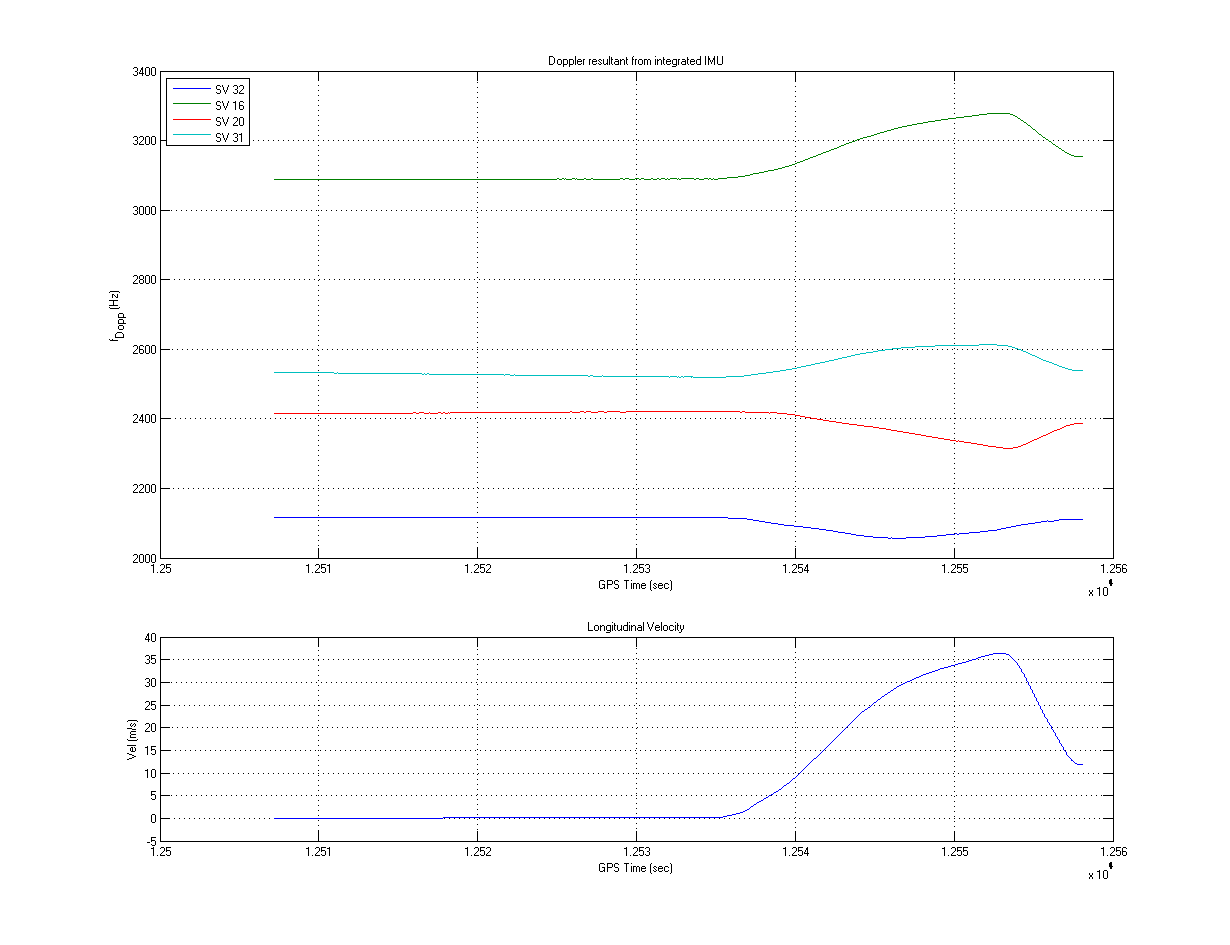 Doppler resultant from integrated IMU
3400
3200
3000
2800
2600
2400
2200
2000
fDopp (Hz)
SV 32
SV 16
SV 20
SV 31
1.25
1.251
1.252
1.253
1.254
1.255
1.256
GPS Time (sec)
x 10^4
Longitudinal Velocity
40
35
30
25
20
15
10
5
0
-5
Vel (m/s)
1.25
1.251
1.252
1.253
1.254
1.255
1.256
GPS Time (sec)
x 10^4